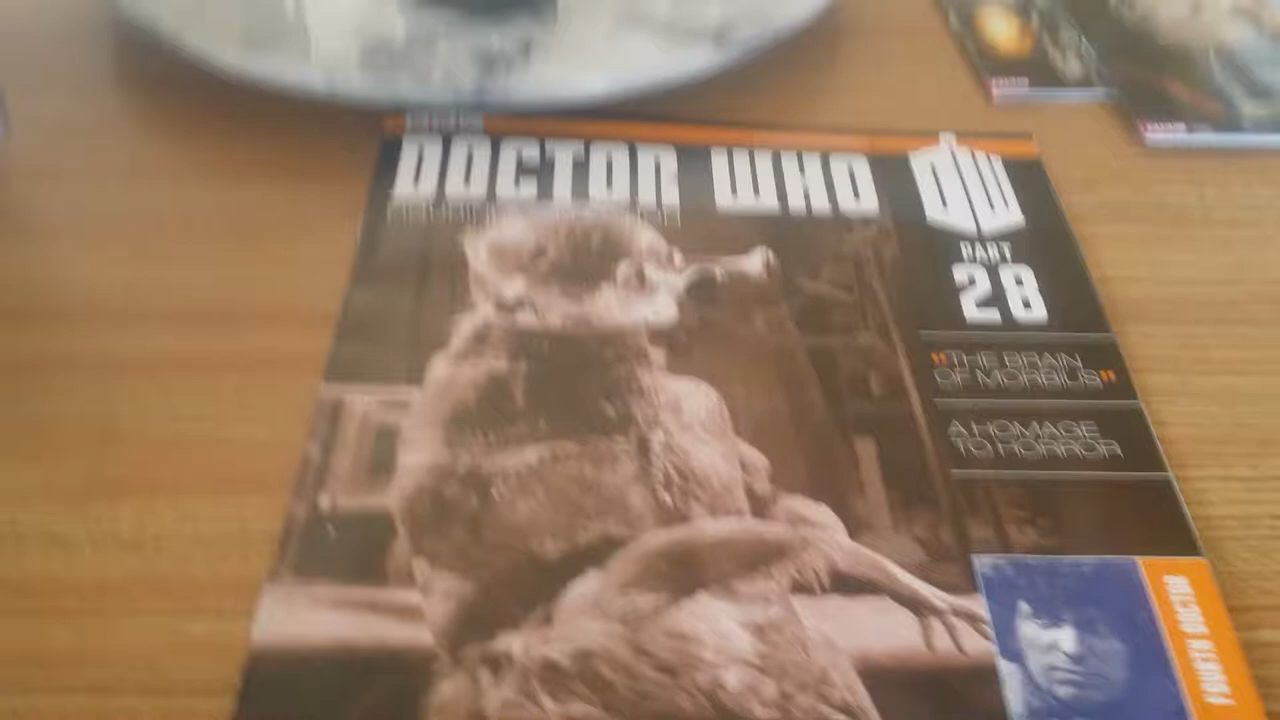 DOCTOR WHO
DW
PART
28
"THE BRAIN
OF MORBIUS"
A HOMAGE
TO HORROR
FOURTH DOCTOR